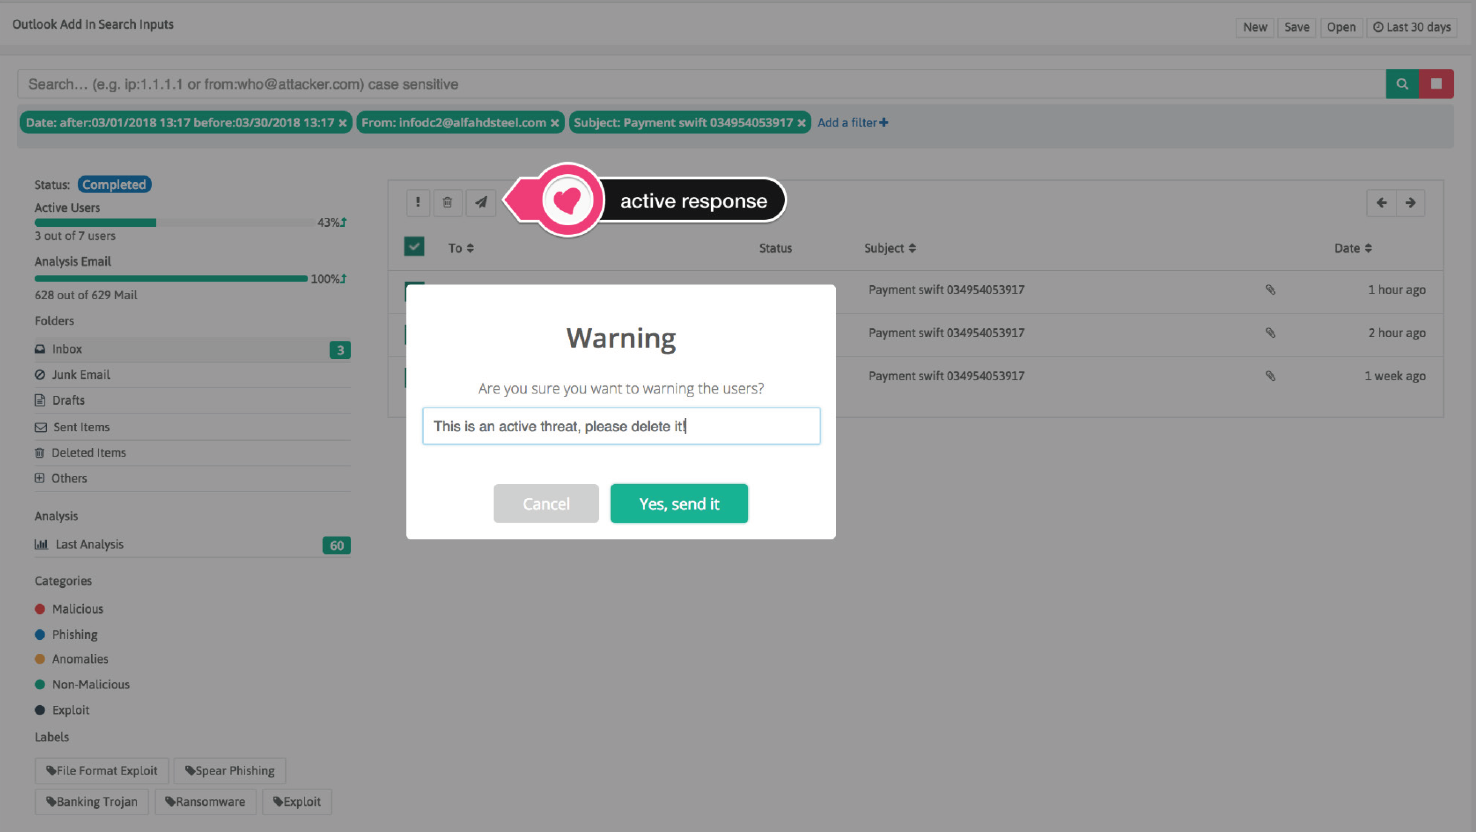 Outlook Add In Search Inputs
New Save Open Last 30 days
Search... (e.g. ip:1.1.1.1 or from:who@attacker.com) case sensitive
Date: after:03/01/2018 13:17 before:03/30/2018 13:17 × From: infodc2@alfahdsteel.com × Subject: Payment swift 034954053917 × Add a filter+
Status: Completed
Active Users
43%
3 out of 7 users
Analysis Email
100%
628 out of 629 Mail
Folders
Inbox 3
Junk Email
Drafts
Sent Items
Deleted Items
Others
Analysis
Last Analysis 60
Categories
Malicious
Phishing
Anomalies
Non-Malicious
Exploit
Labels
File Format Exploit Spear Phishing
Banking Trojan Ransomware Exploit
active response
To Status Subject Date
Payment swift 034954053917 1 hour ago
Payment swift 034954053917 2 hour ago
Payment swift 034954053917 1 week ago
Warning
Are you sure you want to warning the users?
This is an active threat, please delete it!
Cancel Yes, send it